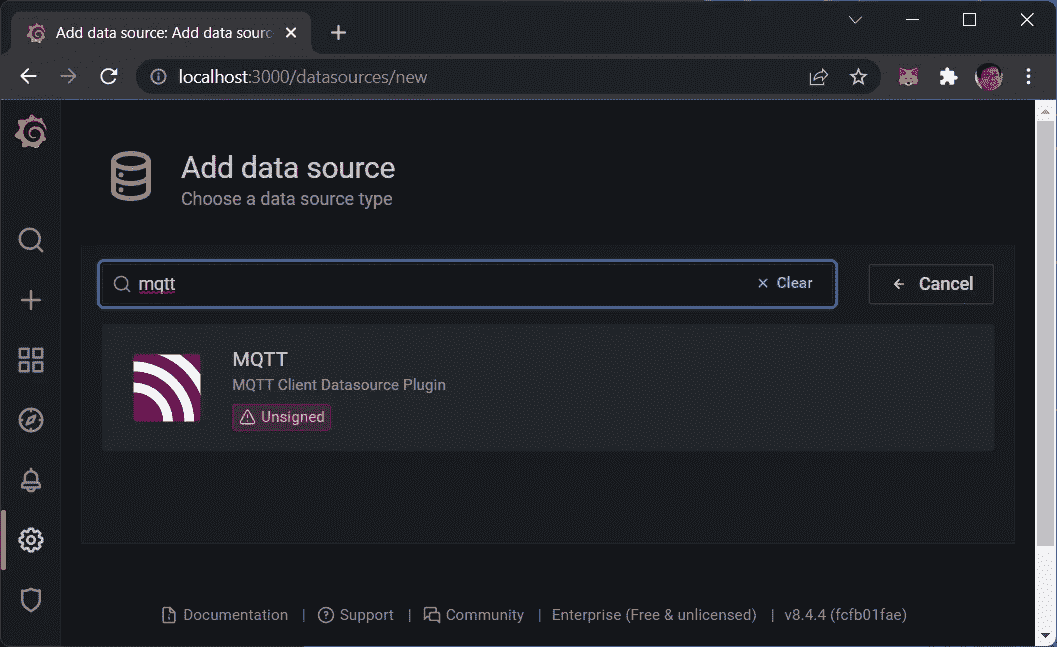 Add data source: Add data sourc
localhost:3000/datasources/new
Add data source
Choose a data source type
mqtt
Clear
Cancel
MQTT
MQTT Client Datasource Plugin
Unsigned
Documentation | Support | Community | Enterprise (Free & unlicensed) | v8.4.4 (fcfb01fae)